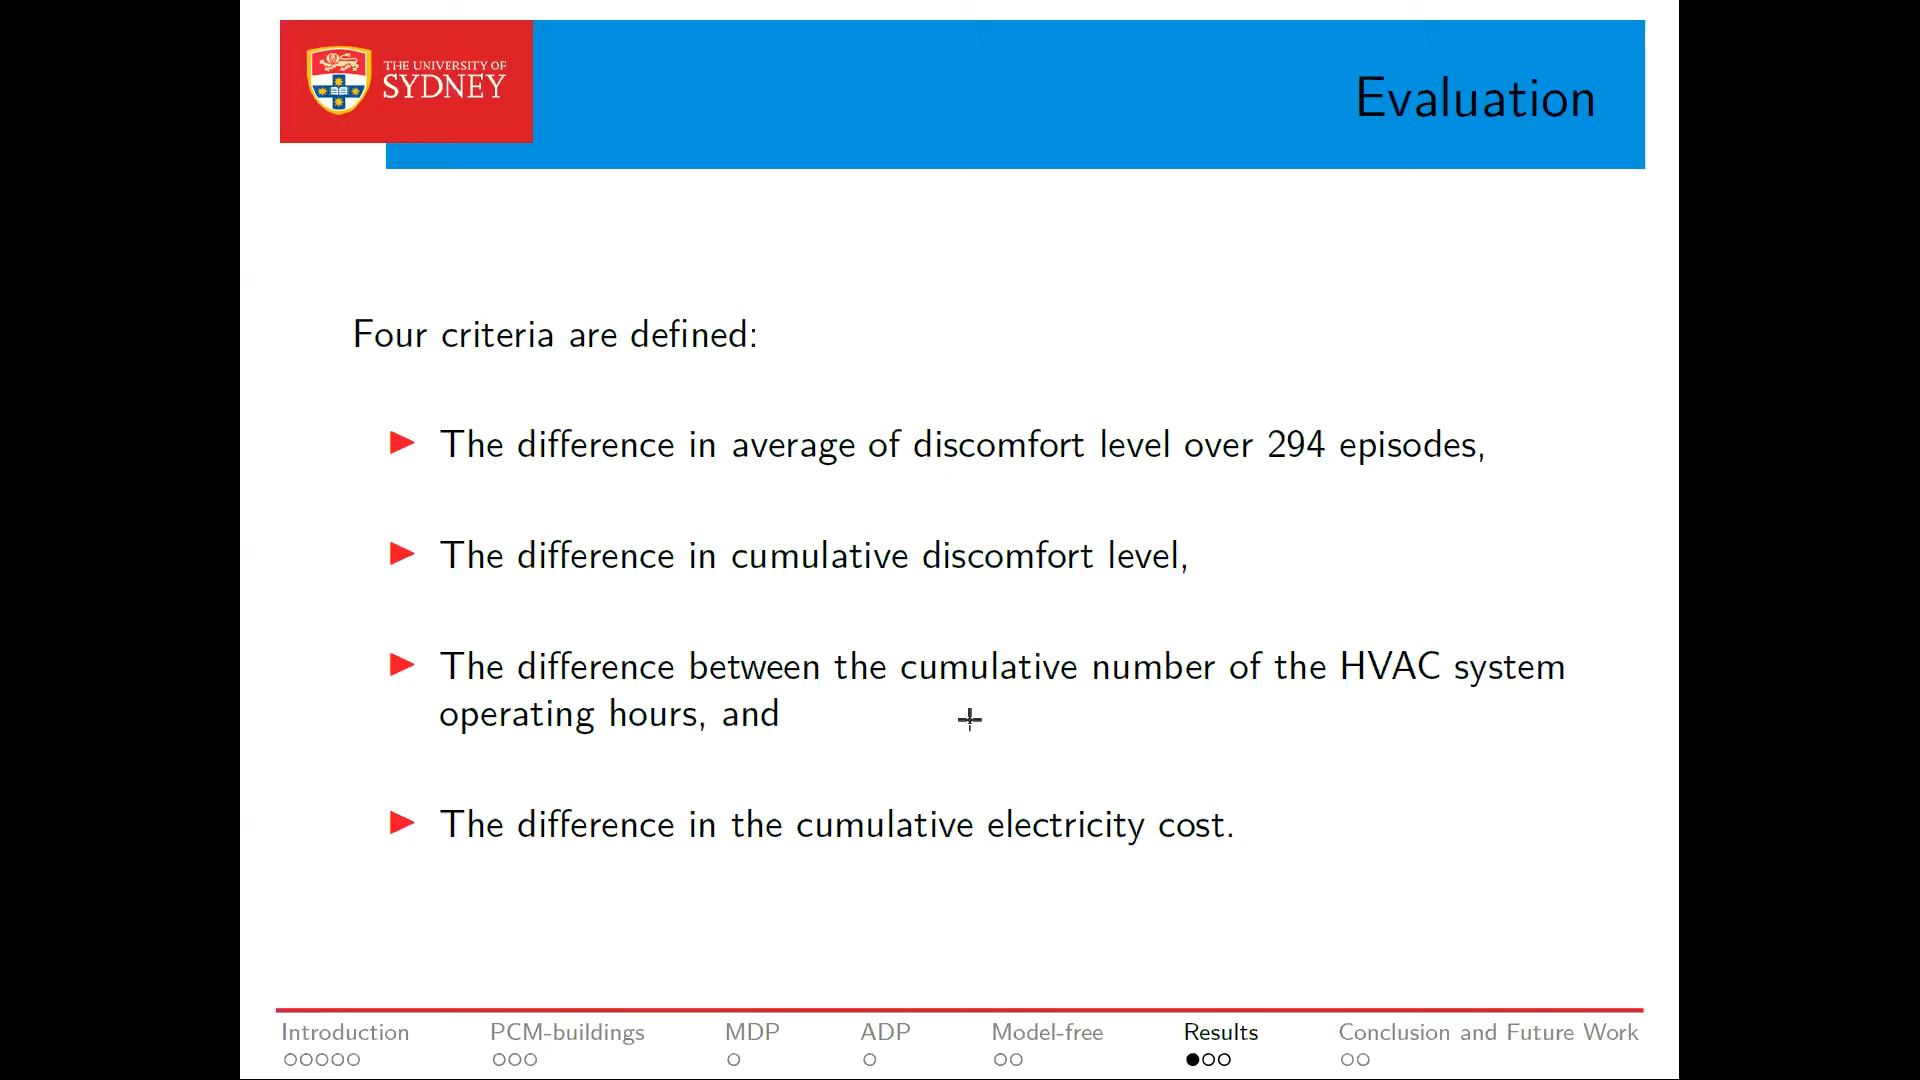 THE UNIVERSITY OF
SYDNEY
Evaluation
Four criteria are defined:
The difference in average of discomfort level over 294 episodes,
The difference in cumulative discomfort level,
The difference between the cumulative number of the HVAC system
operating hours, and
The difference in the cumulative electricity cost.
Introduction PCM-buildings MDP ADP Model-free Results Conclusion and Future Work